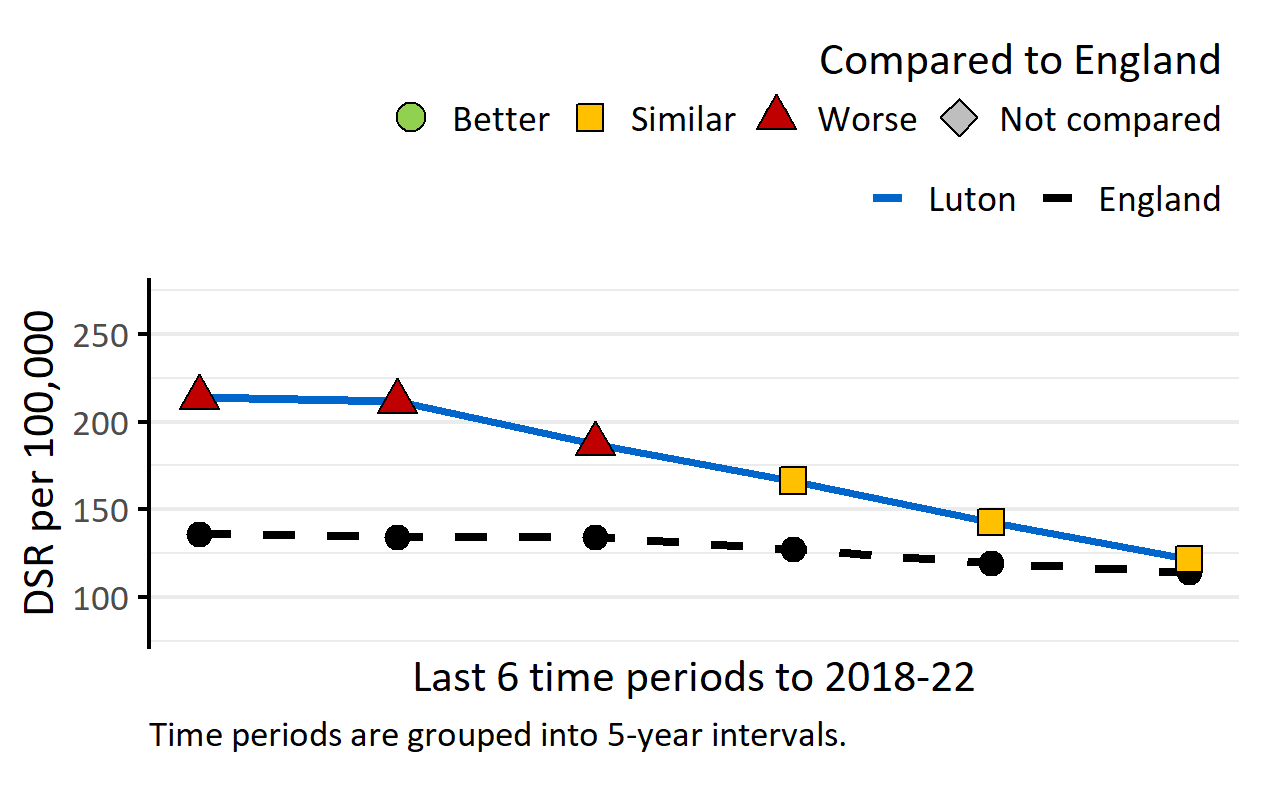 Compared to England
Better Similar Worse Not compared
Luton England
DSR per 100,000
250
200
150
100
Last 6 time periods to 2018-22
Time periods are grouped into 5-year intervals.